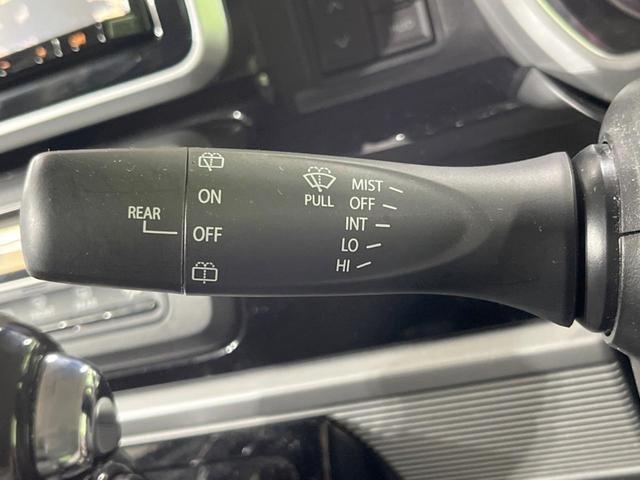 REAR
ON
OFF
PULL
MIST
OFF
INT
LO
HI